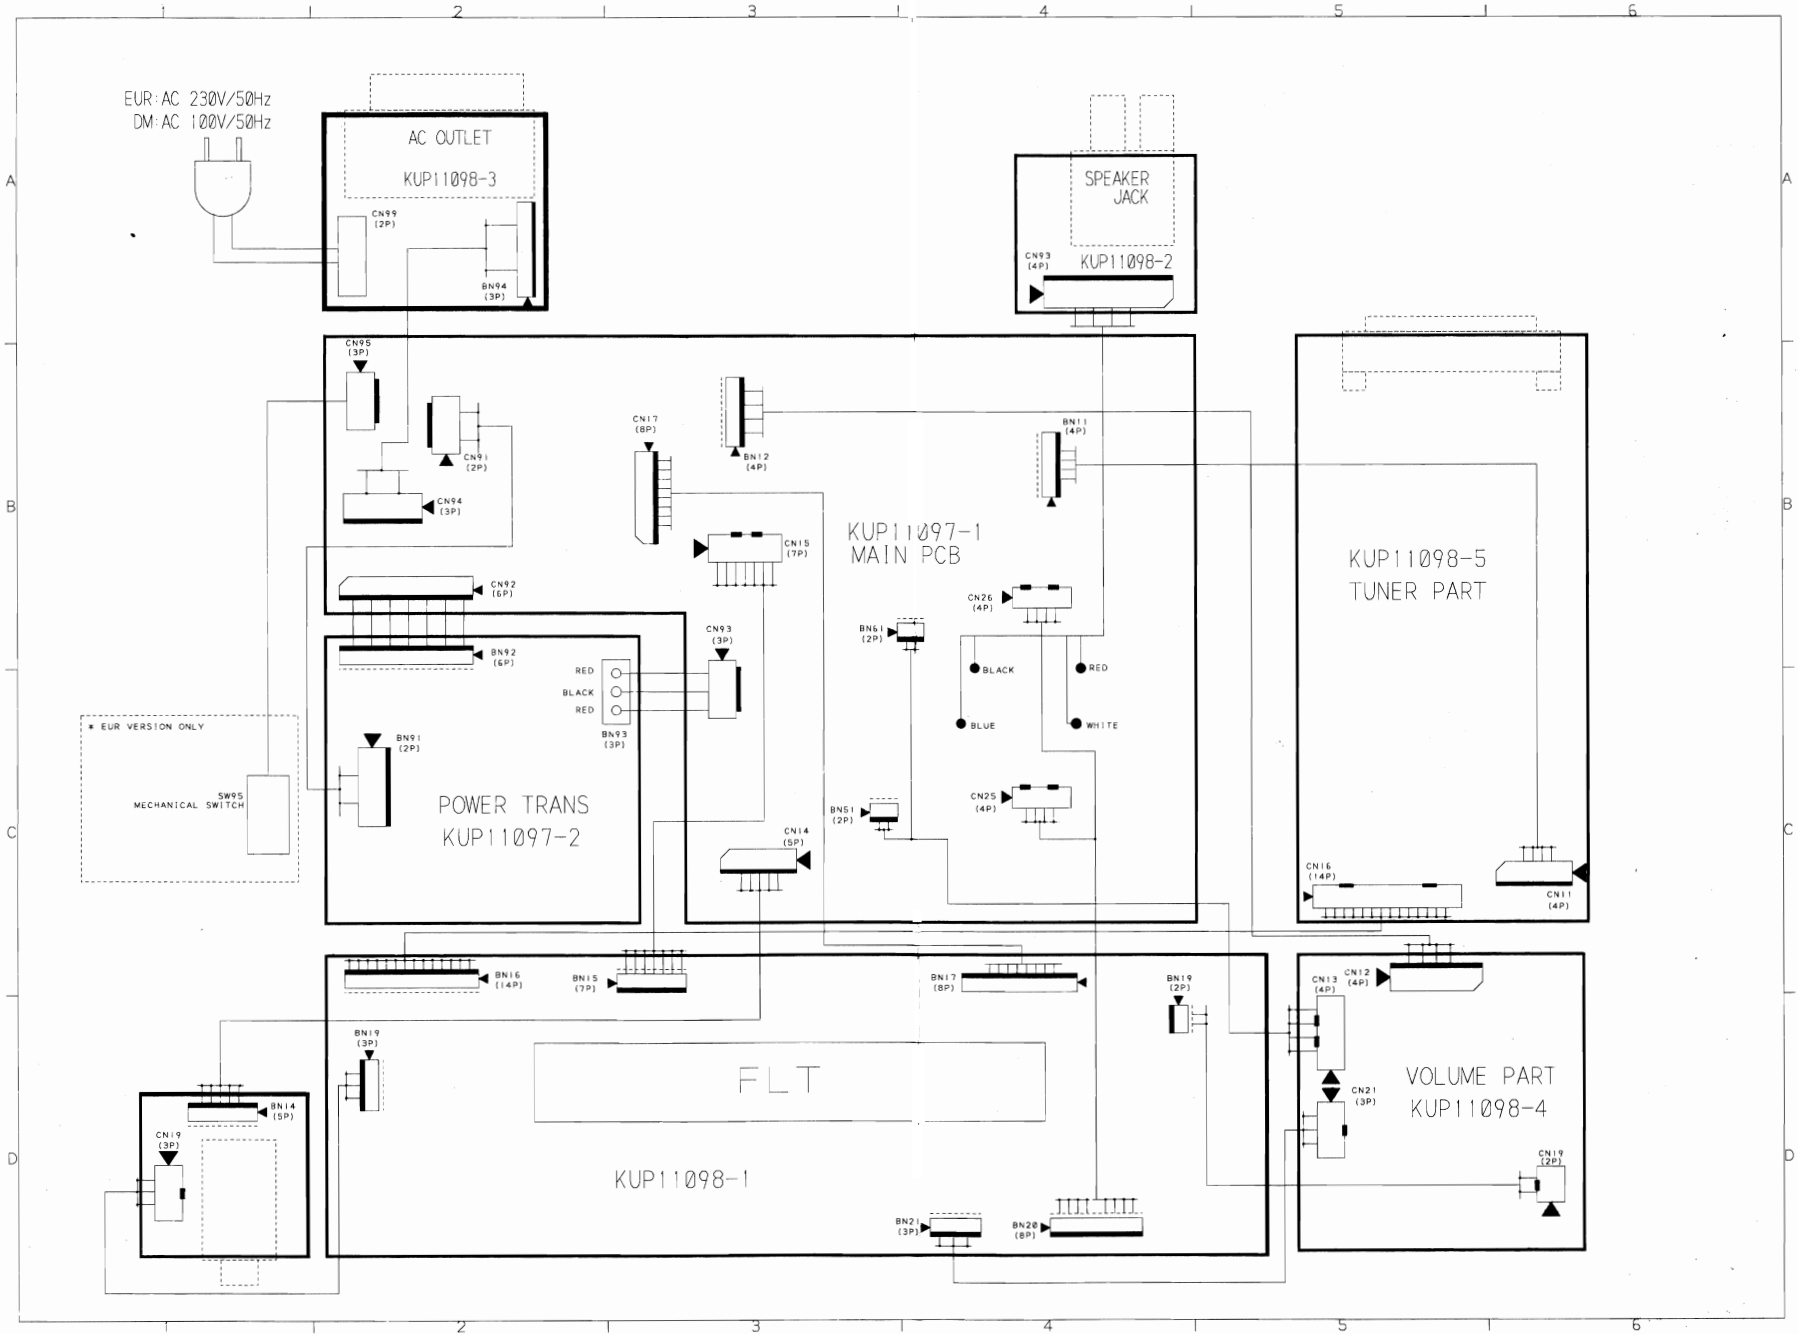 1 2 3 4 5 6
EUR:AC 230V/50Hz
DM:AC 100V/50Hz
AC OUTLET
KUP11098-3
CN99
(2P)
BN94
(3P)
SPEAKER
JACK
KUP11098-2
CN93
(4P)
A
A
CN95
(3P)
CN91
(2P)
CN94
(3P)
CN17
(8P)
BN12
(4P)
BN11
(4P)
CN15
(7P)
KUP11097-1
MAIN PCB
KUP11098-5
TUNER PART
B
B
CN92
(6P)
BN92
(6P)
CN26
(4P)
BN61
(2P)
CN93
(3P)
RED
BLACK
RED
BN93
(3P)
BLACK
RED
BLUE
WHITE
* EUR VERSION ONLY
SW95
MECHANICAL SWITCH
BN91
(2P)
POWER TRANS
KUP11097-2
BN51
(2P)
CN25
(4P)
CN14
(5P)
CN16
(14P)
CN11
(4P)
C
C
BN16
(14P)
BN15
(7P)
BN17
(8P)
BN19
(2P)
CN13
(4P)
CN12
(4P)
BN19
(3P)
FLT
VOLUME PART
KUP11098-4
CN21
(3P)
BN14
(5P)
CN19
(3P)
CN19
(2P)
KUP11098-1
BN21
(3P)
BN20
(8P)
D
D
1 2 3 4 5 6